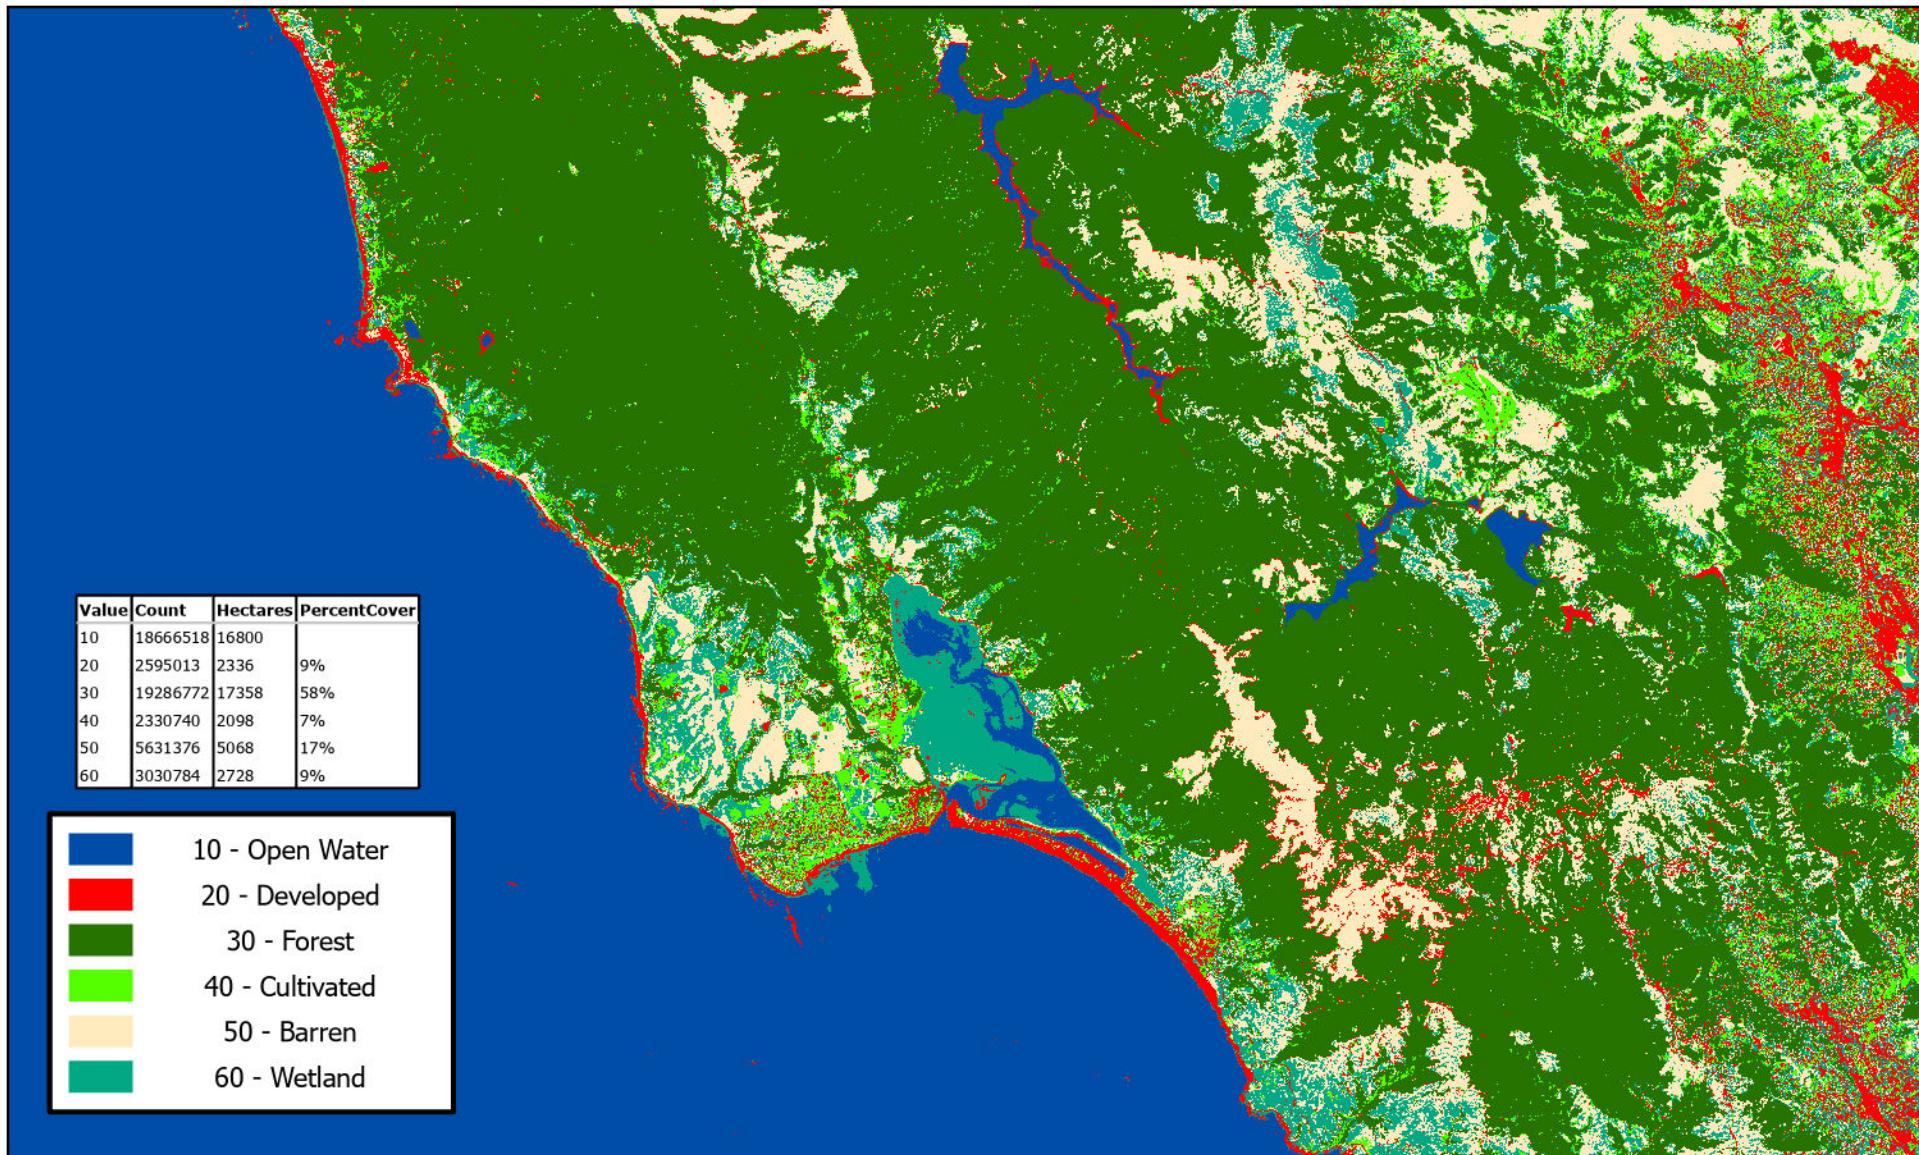 Value Count Hectares PercentCover
10 18666518 16800
20 2595013 2336 9%
30 19286772 17358 58%
40 2330740 2098 7%
50 5631376 5068 17%
60 3030784 2728 9%
10 - Open Water
20 - Developed
30 - Forest
40 - Cultivated
50 - Barren
60 - Wetland